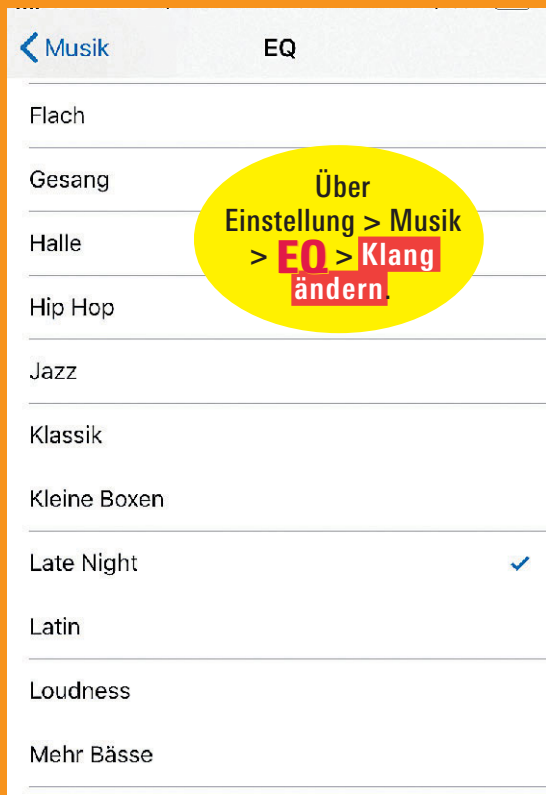 Musik EQ
Flach
Gesang
Halle
Hip Hop
Jazz
Klassik
Kleine Boxen
Late Night
Latin
Loudness
Mehr Bässe
Über
Einstellung > Musik
> EQ > Klang
ändern.